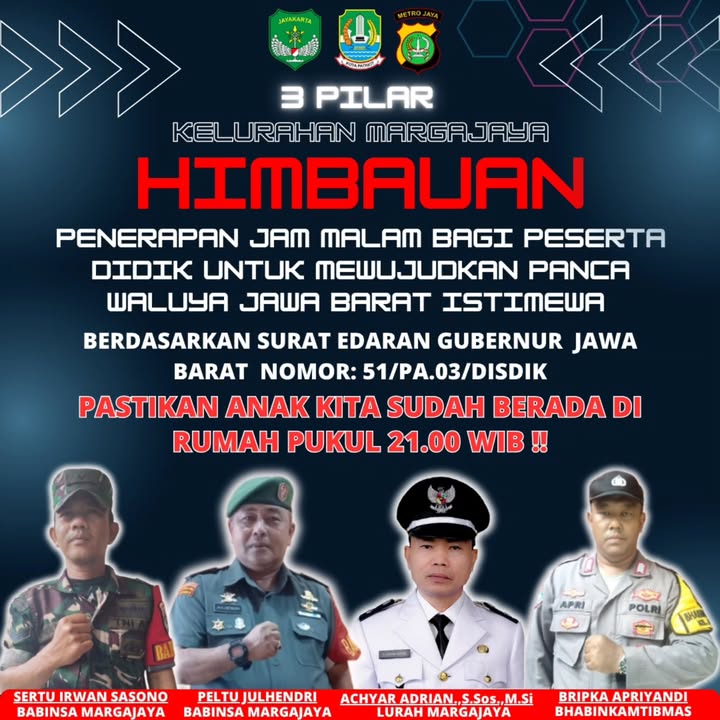 JAYAKARTA
KOTA PATRIOT
METRO JAYA
3 PILAR
KELURAHAN MARGAJAYA
HIMBAUAN
PENERAPAN JAM MALAM BAGI PESERTA
DIDIK UNTUK MEWUJUDKAN PANCA
WALUYA JAWA BARAT ISTIMEWA
BERDASARKAN SURAT EDARAN GUBERNUR JAWA
BARAT NOMOR: 51/PA.03/DISDIK
PASTIKAN ANAK KITA SUDAH BERADA DI
RUMAH PUKUL 21.00 WIB !!
APRI
POLRI
SERTU IRWAN SASONO
BABINSA MARGAJAYA
PELTU JULHENDRI
BABINSA MARGAJAYA
ACHYAR ADRIAN.,S.Sos.,M.Si
LURAH MARGAJAYA
BRIPKA APRIYANDI
BHABINKAMTIBMAS